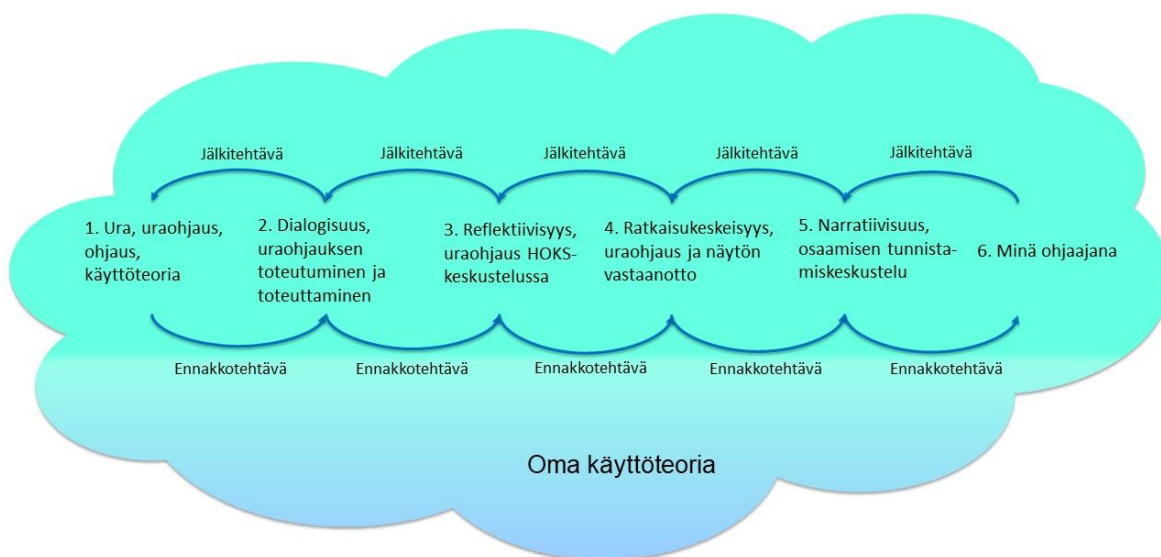 Jälkitehtävä
Jälkitehtävä
Jälkitehtävä
Jälkitehtävä
Jälkitehtävä
1. Ura, uraohjaus,
ohjaus,
käyttöteoria
2. Dialogisuus,
uraohjauksen
toteutuminen ja
toteuttaminen
3. Reflektiivisyys,
uraohjaus HOKS-
keskustelussa
4. Ratkaisukeskeisyys,
uraohjaus ja näytön
vastaanotto
5. Narratiivisuus,
osaamisen tunnista-
miskeskustelu
6. Minä ohjaajana
Ennakkotehtävä
Ennakkotehtävä
Ennakkotehtävä
Ennakkotehtävä
Ennakkotehtävä
Oma käyttöteoria